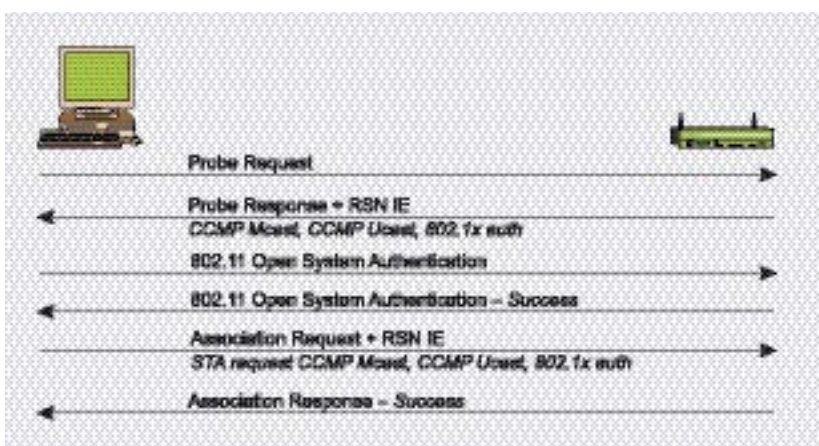 Probe Request
Probe Response + RSN IE
CCMP Mcast, CCMP Ucast, 802.1x auth
802.11 Open System Authentication
802.11 Open System Authentication – Success
Association Request + RSN IE
STA request CCMP Mcast, CCMP Ucast, 802.1x auth
Association Response – Success